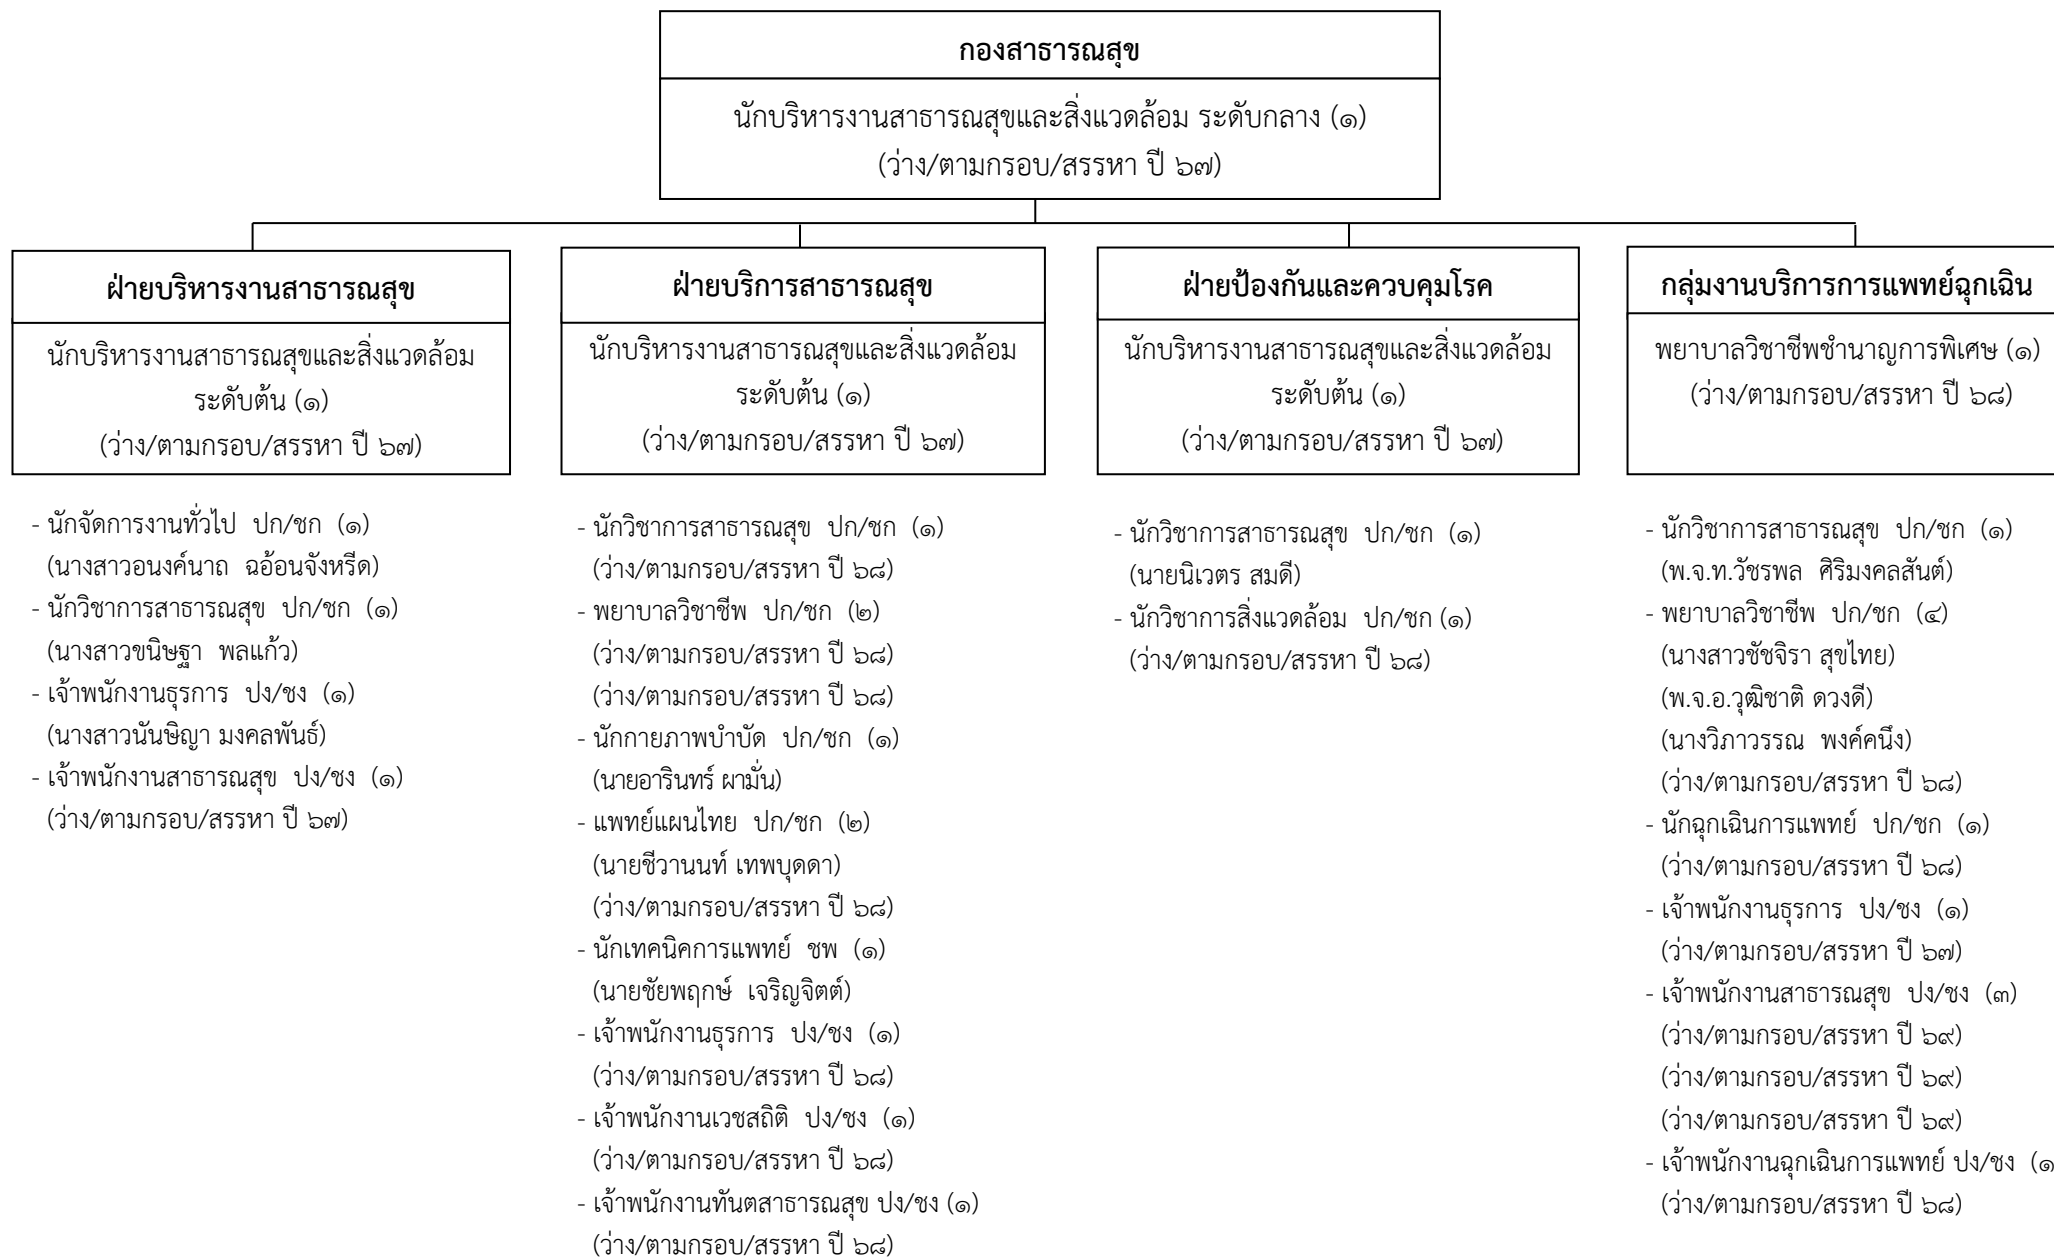 กองสาธารณสุข
นักบริหารงานสาธารณสุขและสิ่งแวดล้อม ระดับกลาง (๑)
(ว่าง/ตามกรอบ/สรรหา ปี ๖๗)
ฝ่ายบริหารงานสาธารณสุข
นักบริหารงานสาธารณสุขและสิ่งแวดล้อม
ระดับต้น (๑)
(ว่าง/ตามกรอบ/สรรหา ปี ๖๗)
- นักจัดการงานทั่วไป ปก/ชก (๑)
(นางสาวอนงค์นาถ ฉอ้อนจังหรีด)
- นักวิชาการสาธารณสุข ปก/ชก (๑)
(นางสาวขนิษฐา พลแก้ว)
- เจ้าพนักงานธุรการ ปง/ชง (๑)
(นางสาวนันษิญา มงคลพันธ์)
- เจ้าพนักงานสาธารณสุข ปง/ชง (๑)
(ว่าง/ตามกรอบ/สรรหา ปี ๖๗)
ฝ่ายบริการสาธารณสุข
นักบริหารงานสาธารณสุขและสิ่งแวดล้อม
ระดับต้น (๑)
(ว่าง/ตามกรอบ/สรรหา ปี ๖๗)
- นักวิชาการสาธารณสุข ปก/ชก (๑)
(ว่าง/ตามกรอบ/สรรหา ปี ๖๘)
- พยาบาลวิชาชีพ ปก/ชก (๒)
(ว่าง/ตามกรอบ/สรรหา ปี ๖๘)
(ว่าง/ตามกรอบ/สรรหา ปี ๖๘)
- นักกายภาพบำบัด ปก/ชก (๑)
(นายอารินทร์ ผามั่น)
- แพทย์แผนไทย ปก/ชก (๒)
(นายชีวานนท์ เทพบุดดา)
(ว่าง/ตามกรอบ/สรรหา ปี ๖๘)
- นักเทคนิคการแพทย์ ชพ (๑)
(นายชัยพฤกษ์ เจริญจิตต์)
- เจ้าพนักงานธุรการ ปง/ชง (๑)
(ว่าง/ตามกรอบ/สรรหา ปี ๖๘)
- เจ้าพนักงานเวชสถิติ ปง/ชง (๑)
(ว่าง/ตามกรอบ/สรรหา ปี ๖๘)
- เจ้าพนักงานทันตสาธารณสุข ปง/ชง (๑)
(ว่าง/ตามกรอบ/สรรหา ปี ๖๘)
ฝ่ายป้องกันและควบคุมโรค
นักบริหารงานสาธารณสุขและสิ่งแวดล้อม
ระดับต้น (๑)
(ว่าง/ตามกรอบ/สรรหา ปี ๖๗)
- นักวิชาการสาธารณสุข ปก/ชก (๑)
(นายนิเวตร สมดี)
- นักวิชาการสิ่งแวดล้อม ปก/ชก (๑)
(ว่าง/ตามกรอบ/สรรหา ปี ๖๘)
กลุ่มงานบริการการแพทย์ฉุกเฉิน
พยาบาลวิชาชีพชำนาญการพิเศษ (๑)
(ว่าง/ตามกรอบ/สรรหา ปี ๖๘)
- นักวิชาการสาธารณสุข ปก/ชก (๑)
(พ.จ.ท.วัชรพล ศิริมงคลสันต์)
- พยาบาลวิชาชีพ ปก/ชก (๔)
(นางสาวชัชจิรา สุขไทย)
(พ.จ.อ.วุฒิชาติ ดวงดี)
(นางวิภาวรรณ พงค์คนึง)
(ว่าง/ตามกรอบ/สรรหา ปี ๖๘)
- นักฉุกเฉินการแพทย์ ปก/ชก (๑)
(ว่าง/ตามกรอบ/สรรหา ปี ๖๘)
- เจ้าพนักงานธุรการ ปง/ชง (๑)
(ว่าง/ตามกรอบ/สรรหา ปี ๖๗)
- เจ้าพนักงานสาธารณสุข ปง/ชง (๓)
(ว่าง/ตามกรอบ/สรรหา ปี ๖๙)
(ว่าง/ตามกรอบ/สรรหา ปี ๖๙)
(ว่าง/ตามกรอบ/สรรหา ปี ๖๙)
- เจ้าพนักงานฉุกเฉินการแพทย์ ปง/ชง (๑
(ว่าง/ตามกรอบ/สรรหา ปี ๖๘)